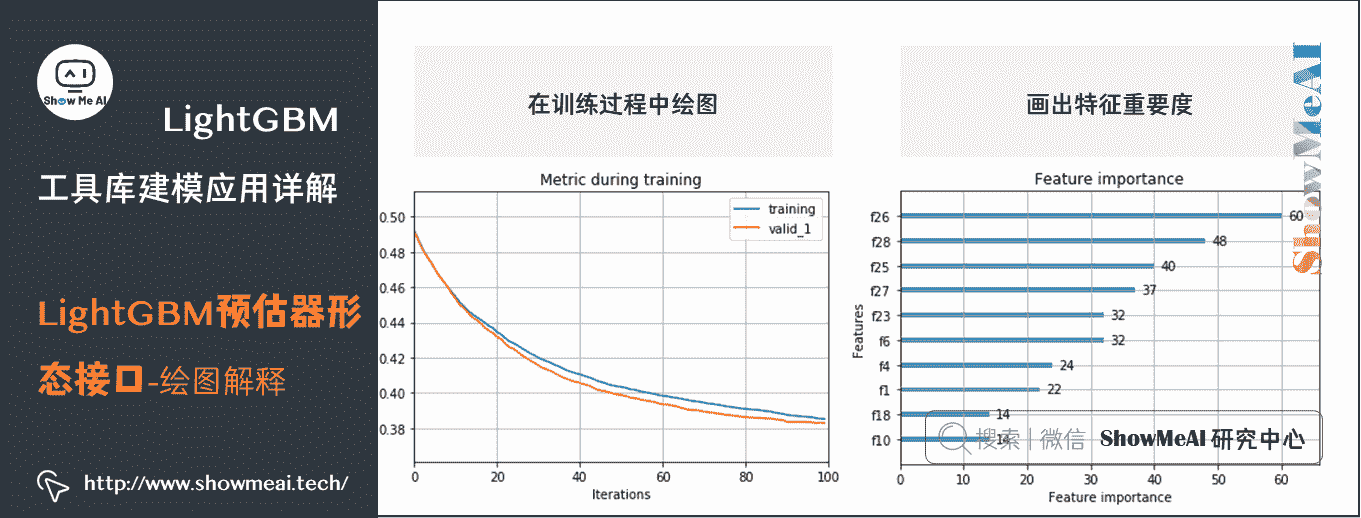 Show Me AI
LightGBM
工具库建模应用详解
LightGBM预估器形
态接口-绘图解释
http://www.showmeai.tech/
在训练过程中绘图
Metric during training
training
valid_1
0.50
0.48
0.46
0.44
0.42
0.40
0.38
0 20 40 60 80 100
Iterations
画出特征重要度
Feature importance
Features
f26 60
f28 48
f25 40
f27 37
f23 32
f6 32
f4 24
f1 22
f18 14
f10 14
0 10 20 30 40 50 60
Feature importance
搜索 | 微信 ShowMeAI 研究中心
ShowMeAI